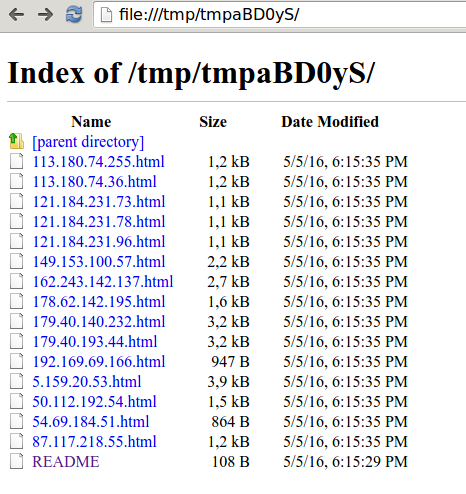 file:///tmp/tmpaBD0yS/
Index of /tmp/tmpaBD0yS/
Name Size Date Modified
[parent directory]
113.180.74.255.html 1,2 kB 5/5/16, 6:15:35 PM
113.180.74.36.html 1,2 kB 5/5/16, 6:15:35 PM
121.184.231.73.html 1,1 kB 5/5/16, 6:15:35 PM
121.184.231.78.html 1,1 kB 5/5/16, 6:15:35 PM
121.184.231.96.html 1,1 kB 5/5/16, 6:15:35 PM
149.153.100.57.html 2,2 kB 5/5/16, 6:15:35 PM
162.243.142.137.html 2,7 kB 5/5/16, 6:15:35 PM
178.62.142.195.html 1,6 kB 5/5/16, 6:15:35 PM
179.40.140.232.html 3,2 kB 5/5/16, 6:15:35 PM
179.40.193.44.html 3,2 kB 5/5/16, 6:15:35 PM
192.169.69.166.html 947 B 5/5/16, 6:15:35 PM
5.159.20.53.html 3,9 kB 5/5/16, 6:15:35 PM
50.112.192.54.html 1,5 kB 5/5/16, 6:15:35 PM
54.69.184.51.html 864 B 5/5/16, 6:15:35 PM
87.117.218.55.html 1,2 kB 5/5/16, 6:15:35 PM
README 108 B 5/5/16, 6:15:29 PM